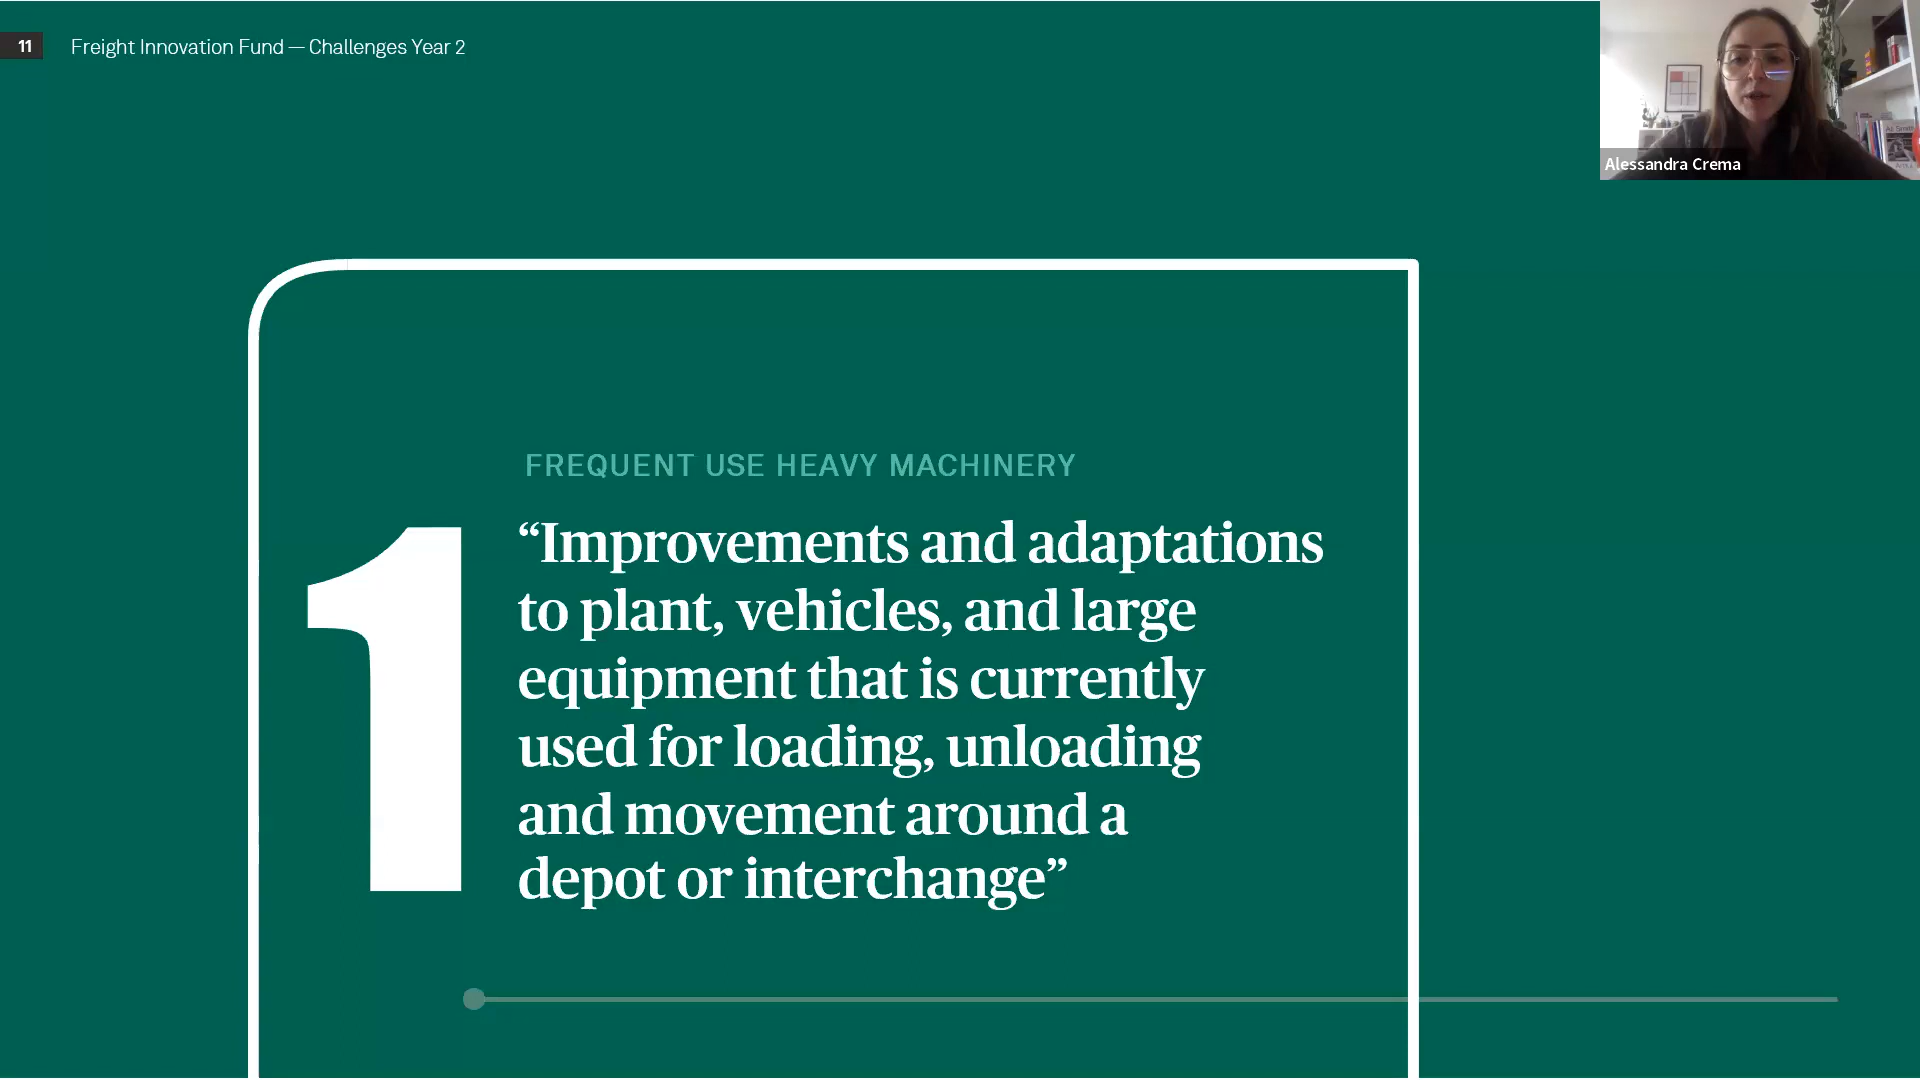 11
Freight Innovation Fund — Challenges Year 2
Alessandra Crema
FREQUENT USE HEAVY MACHINERY
1
“Improvements and adaptations
to plant, vehicles, and large
equipment that is currently
used for loading, unloading
and movement around a
depot or interchange”